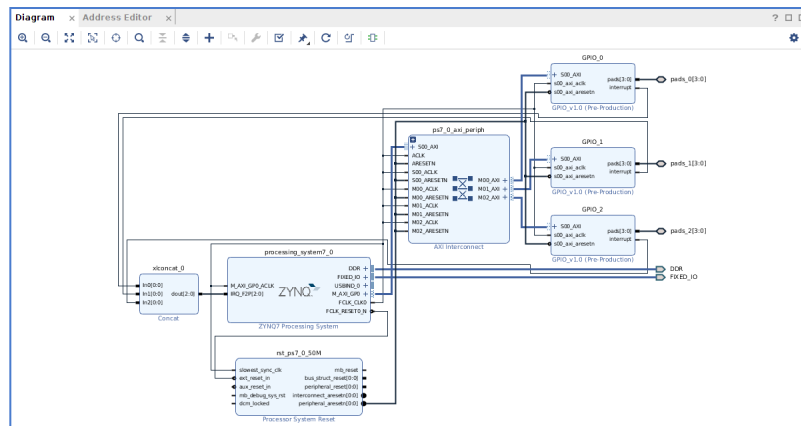 Diagram × Address Editor ×
? □
GPIO_0
S00_AXI
s00_axi_aclk
s00_axi_aresetn
pads[3:0]
interrupt
GPIO_v1.0 (Pre-Production)
pads_0[3:0]
GPIO_1
S00_AXI
s00_axi_aclk
s00_axi_aresetn
pads[3:0]
interrupt
GPIO_v1.0 (Pre-Production)
pads_1[3:0]
GPIO_2
S00_AXI
s00_axi_aclk
s00_axi_aresetn
pads[3:0]
interrupt
GPIO_v1.0 (Pre-Production)
pads_2[3:0]
ps7_0_axi_periph
S00_AXI
ACLK
ARESETN
S00_ACLK
S00_ARESETN
M00_ACLK
M00_ARESETN
M01_ACLK
M01_ARESETN
M02_ACLK
M02_ARESETN
M00_AXI
M01_AXI
M02_AXI
AXI Interconnect
xlconcat_0
In0[0:0]
In1[0:0]
In2[0:0]
dout[2:0]
Concat
processing_system7_0
M_AXI_GP0_ACLK
IRQ_F2P[2:0]
ZYNQ
DDR
FIXED_IO
USBIND_0
M_AXI_GP0
FCLK_CLK0
FCLK_RESET0_N
ZYNQ7 Processing System
DDR
FIXED_IO
rst_ps7_0_50M
slowest_sync_clk
ext_reset_in
aux_reset_in
mb_debug_sys_rst
dcm_locked
mb_reset
bus_struct_reset[0:0]
peripheral_reset[0:0]
interconnect_aresetn[0:0]
peripheral_aresetn[0:0]
Processor System Reset